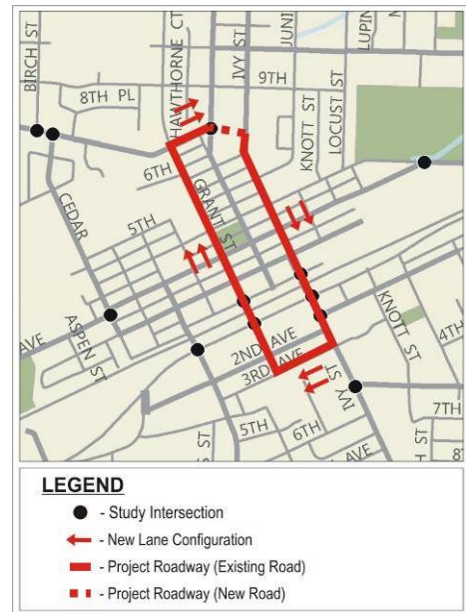 BIRCH ST
HAWTHORNE CT
IVY ST
JUNI
LUPIN
9TH
8TH PL
KNOTT ST
LOCUST ST
6TH
GRANT ST
CEDAR
5TH
AVE
ASPEN ST
2ND AVE
3RD AVE
KNOTT ST
4TH
IVY ST
7TH
5TH
6TH
S ST
AVE
H ST
8T
LEGEND
- Study Intersection
- New Lane Configuration
- Project Roadway (Existing Road)
- Project Roadway (New Road)